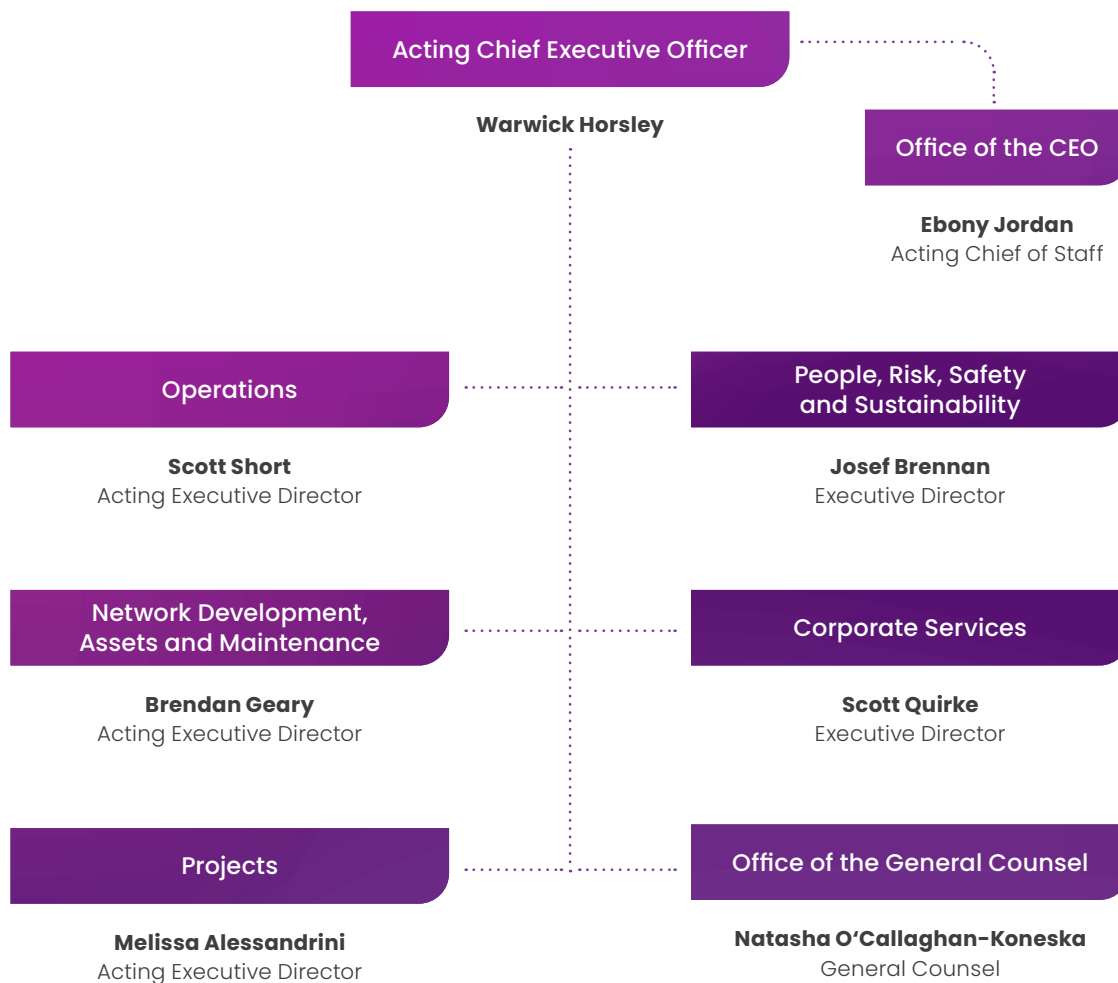 Acting Chief Executive Officer
Warwick Horsley
Office of the CEO
Ebony Jordan
Acting Chief of Staff
Operations
Scott Short
Acting Executive Director
People, Risk, Safety
and Sustainability
Josef Brennan
Executive Director
Network Development,
Assets and Maintenance
Brendan Geary
Acting Executive Director
Corporate Services
Scott Quirke
Executive Director
Projects
Melissa Alessandrini
Acting Executive Director
Office of the General Counsel
Natasha O‘Callaghan-Koneska
General Counsel